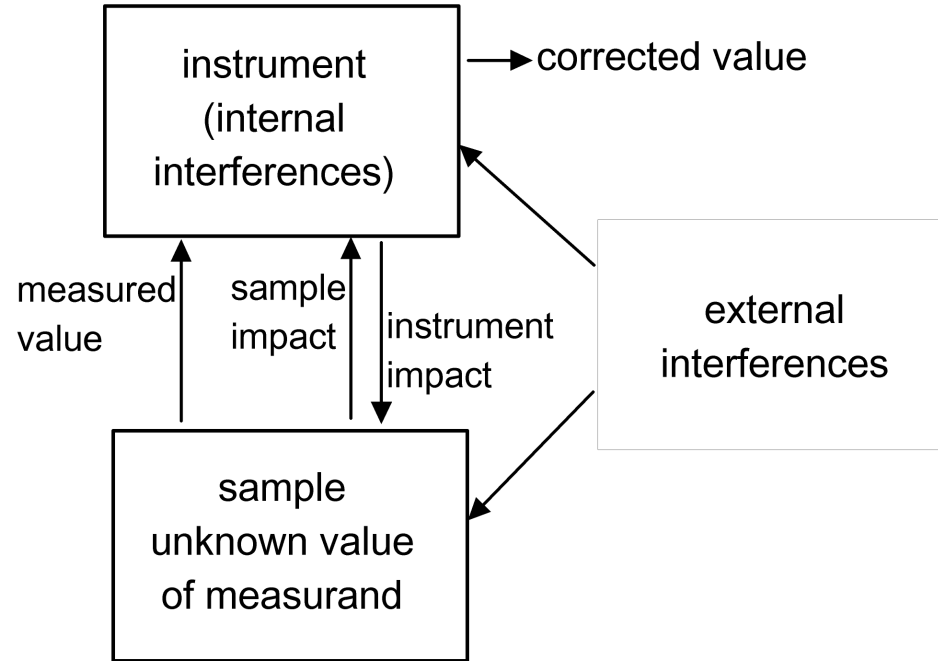 instrument
(internal
interferences)
corrected value
measured
value
sample
impact
instrument
impact
external
interferences
sample
unknown value
of measurand